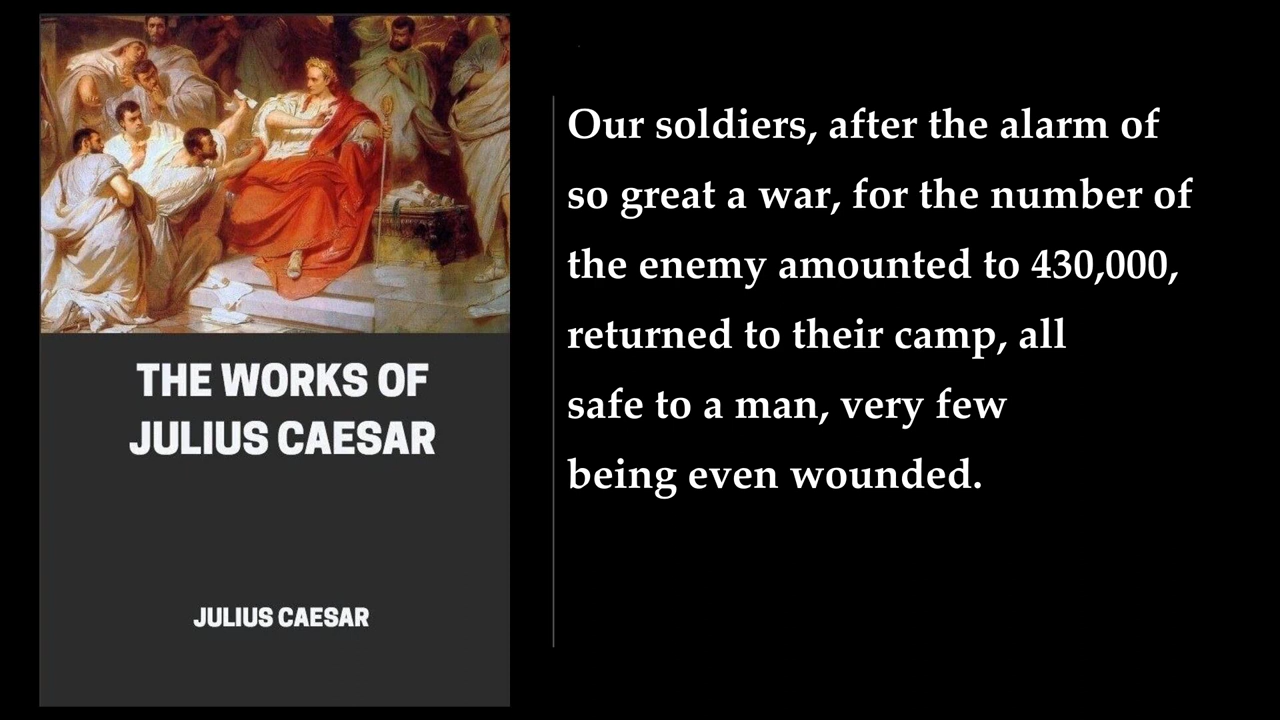 THE WORKS OF
JULIUS CAESAR
JULIUS CAESAR
Our soldiers, after the alarm of
so great a war, for the number of
the enemy amounted to 430,000,
returned to their camp, all
safe to a man, very few
being even wounded.